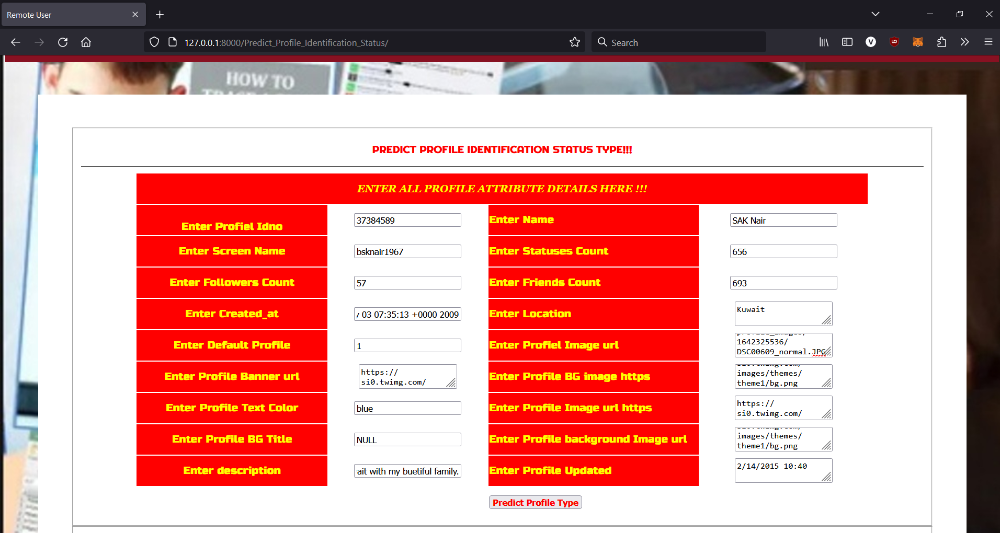 Remote User
127.0.0.1:8000/Predict_Profile_Identification_Status/
Search
HOW TO
PREDICT PROFILE IDENTIFICATION STATUS TYPE!!!
ENTER ALL PROFILE ATTRIBUTE DETAILS HERE !!!
Enter Profiel Idno 37384589 Enter Name SAK Nair
Enter Screen Name bsknair1967 Enter Statuses Count 656
Enter Followers Count 57 Enter Friends Count 693
Enter Created_at 03 07:35:13 +0000 2009 Enter Location Kuwait
Enter Default Profile 1 Enter Profiel Image url
1642325536/
DSC00609_normal.JPG
Enter Profile Banner url https://
si0.twimg.com/
Enter Profile BG image https images/themes/
theme1/bg.png
Enter Profile Text Color blue Enter Profile Image url https https://
si0.twimg.com/
Enter Profile BG Title NULL Enter Profile background Image url images/themes/
theme1/bg.png
Enter description ait with my buetiful family. Enter Profile Updated 2/14/2015 10:40
Predict Profile Type